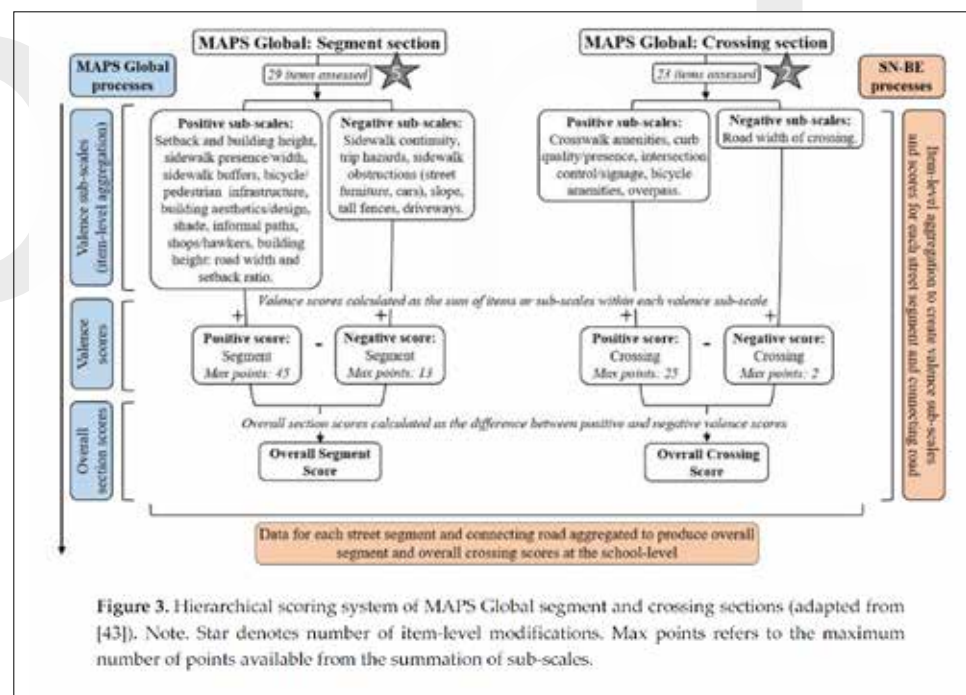 MAPS Global: Segment section
MAPS Global: Crossing section
MAPS Global
processes
29 items assessed
5
23 items assessed
2
SN-BE
processes
Valence sub-scales
(item-level aggregation)
Positive sub-scales:
Setback and building height,
sidewalk presence/width,
sidewalk buffers, bicycle/
pedestrian infrastructure,
building aesthetics/design,
shade, informal paths,
shops/hawkers, building
height: road width and
setback ratio.
Negative sub-scales:
Sidewalk continuity,
trip hazards, sidewalk
obstructions (street
furniture, cars), slope,
tall fences, driveways.
Positive sub-scales:
Crosswalk amenities, curb
quality/presence, intersection
control/signage, bicycle
amenities, overpass.
Negative sub-scales:
Road width of crossing.
Item-level aggregation to create valence sub-scales
and scores for each street segment and connecting road
Valence scores calculated as the sum of items or sub-scales within each valence sub-scale
+ + + +
Valence
scores
Positive score:
Segment
Max points: 45
-
Negative score:
Segment
Max points: 13
Positive score:
Crossing
Max points: 25
-
Negative score:
Crossing
Max points: 2
Overall section scores calculated as the difference between positive and negative valence scores
Overall
section scores
Overall Segment
Score
Overall Crossing
Score
Data for each street segment and connecting road aggregated to produce overall
segment and overall crossing scores at the school-level
Figure 3. Hierarchical scoring system of MAPS Global segment and crossing sections (adapted from
[43]). Note. Star denotes number of item-level modifications. Max points refers to the maximum
number of points available from the summation of sub-scales.